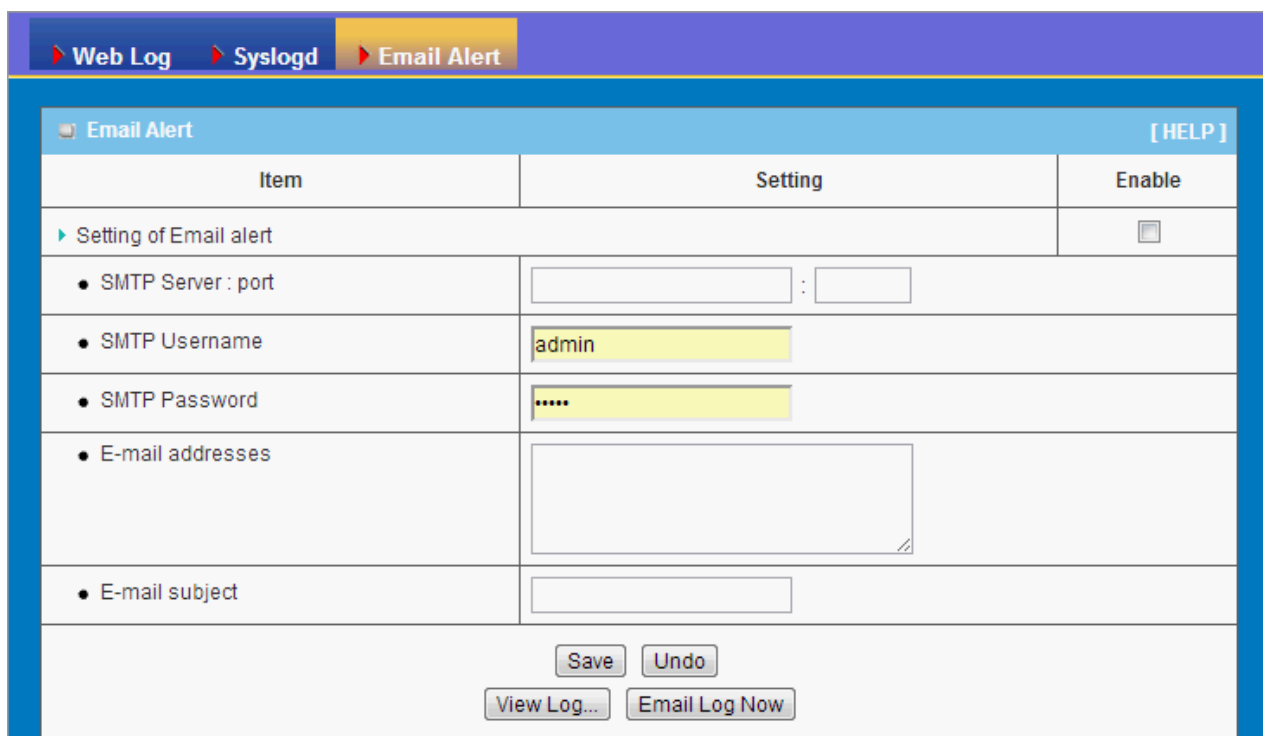 Web Log Syslogd Email Alert
Email Alert [ HELP ]
Item Setting Enable
Setting of Email alert
SMTP Server : port :
SMTP Username admin
SMTP Password •••••
E-mail addresses
E-mail subject
Save Undo
View Log... Email Log Now